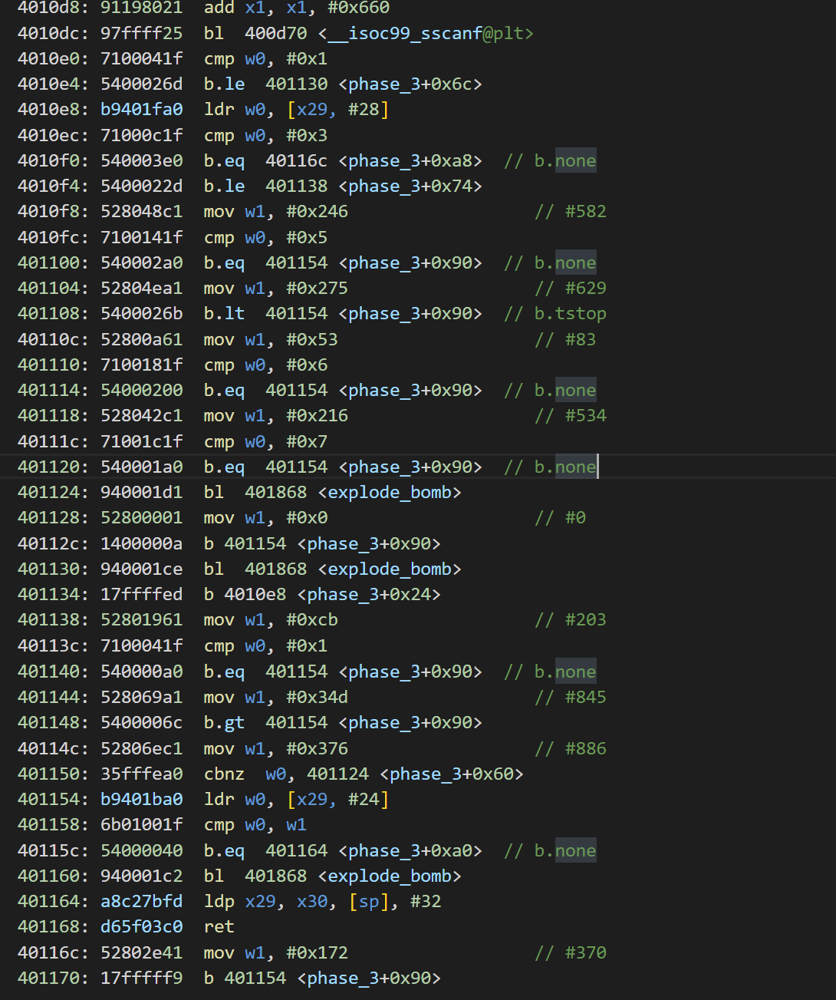 4010d8: 91198021 add x1, x1, #0x660
4010dc: 97ffff25 bl 400d70 <__isoc99_sscanf@plt>
4010e0: 7100041f cmp w0, #0x1
4010e4: 5400026d b.le 401130 <phase_3+0x6c>
4010e8: b9401fa0 ldr w0, [x29, #28]
4010ec: 71000c1f cmp w0, #0x3
4010f0: 540003e0 b.eq 40116c <phase_3+0xa8> // b.none
4010f4: 5400022d b.le 401138 <phase_3+0x74>
4010f8: 528048c1 mov w1, #0x246 // #582
4010fc: 7100141f cmp w0, #0x5
401100: 540002a0 b.eq 401154 <phase_3+0x90> // b.none
401104: 52804ea1 mov w1, #0x275 // #629
401108: 5400026b b.lt 401154 <phase_3+0x90> // b.tstop
40110c: 52800a61 mov w1, #0x53 // #83
401110: 7100181f cmp w0, #0x6
401114: 54000200 b.eq 401154 <phase_3+0x90> // b.none
401118: 528042c1 mov w1, #0x216 // #534
40111c: 71001c1f cmp w0, #0x7
401120: 540001a0 b.eq 401154 <phase_3+0x90> // b.none
401124: 940001d1 bl 401868 <explode_bomb>
401128: 52800001 mov w1, #0x0 // #0
40112c: 1400000a b 401154 <phase_3+0x90>
401130: 940001ce bl 401868 <explode_bomb>
401134: 17ffffed b 4010e8 <phase_3+0x24>
401138: 52801961 mov w1, #0xcb // #203
40113c: 7100041f cmp w0, #0x1
401140: 540000a0 b.eq 401154 <phase_3+0x90> // b.none
401144: 528069a1 mov w1, #0x34d // #845
401148: 5400006c b.gt 401154 <phase_3+0x90>
40114c: 52806ec1 mov w1, #0x376 // #886
401150: 35fffea0 cbnz w0, 401124 <phase_3+0x60>
401154: b9401ba0 ldr w0, [x29, #24]
401158: 6b01001f cmp w0, w1
40115c: 54000040 b.eq 401164 <phase_3+0xa0> // b.none
401160: 940001c2 bl 401868 <explode_bomb>
401164: a8c27bfd ldp x29, x30, [sp], #32
401168: d65f03c0 ret
40116c: 52802e41 mov w1, #0x172 // #370
401170: 17fffff9 b 401154 <phase_3+0x90>